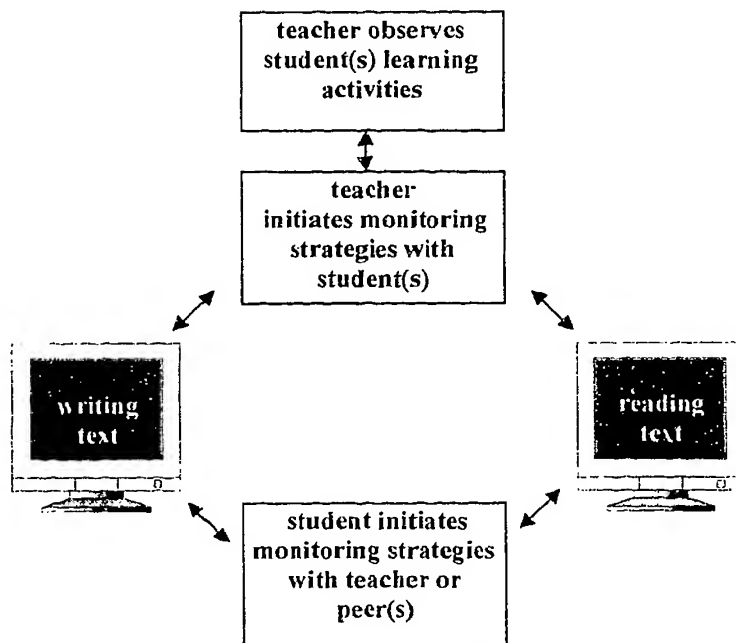 teacher observes
student(s) learning
activities
teacher
initiates monitoring
strategies with
student(s)
writing
text
reading
text
student initiates
monitoring strategies
with teacher or
peer(s)